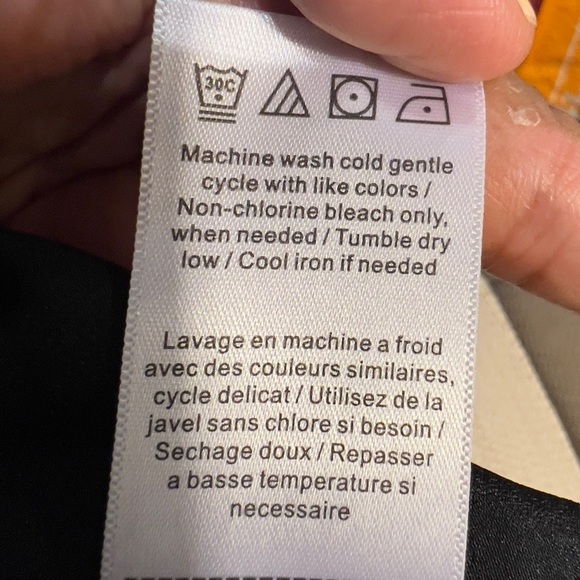 30C
Machine wash cold gentle
cycle with like colors /
Non-chlorine bleach only,
when needed / Tumble dry
low / Cool iron if needed
Lavage en machine a froid
avec des couleurs similaires,
cycle delicat / Utilisez de la
javel sans chlore si besoin /
Sechage doux / Repasser
a basse temperature si
necessaire